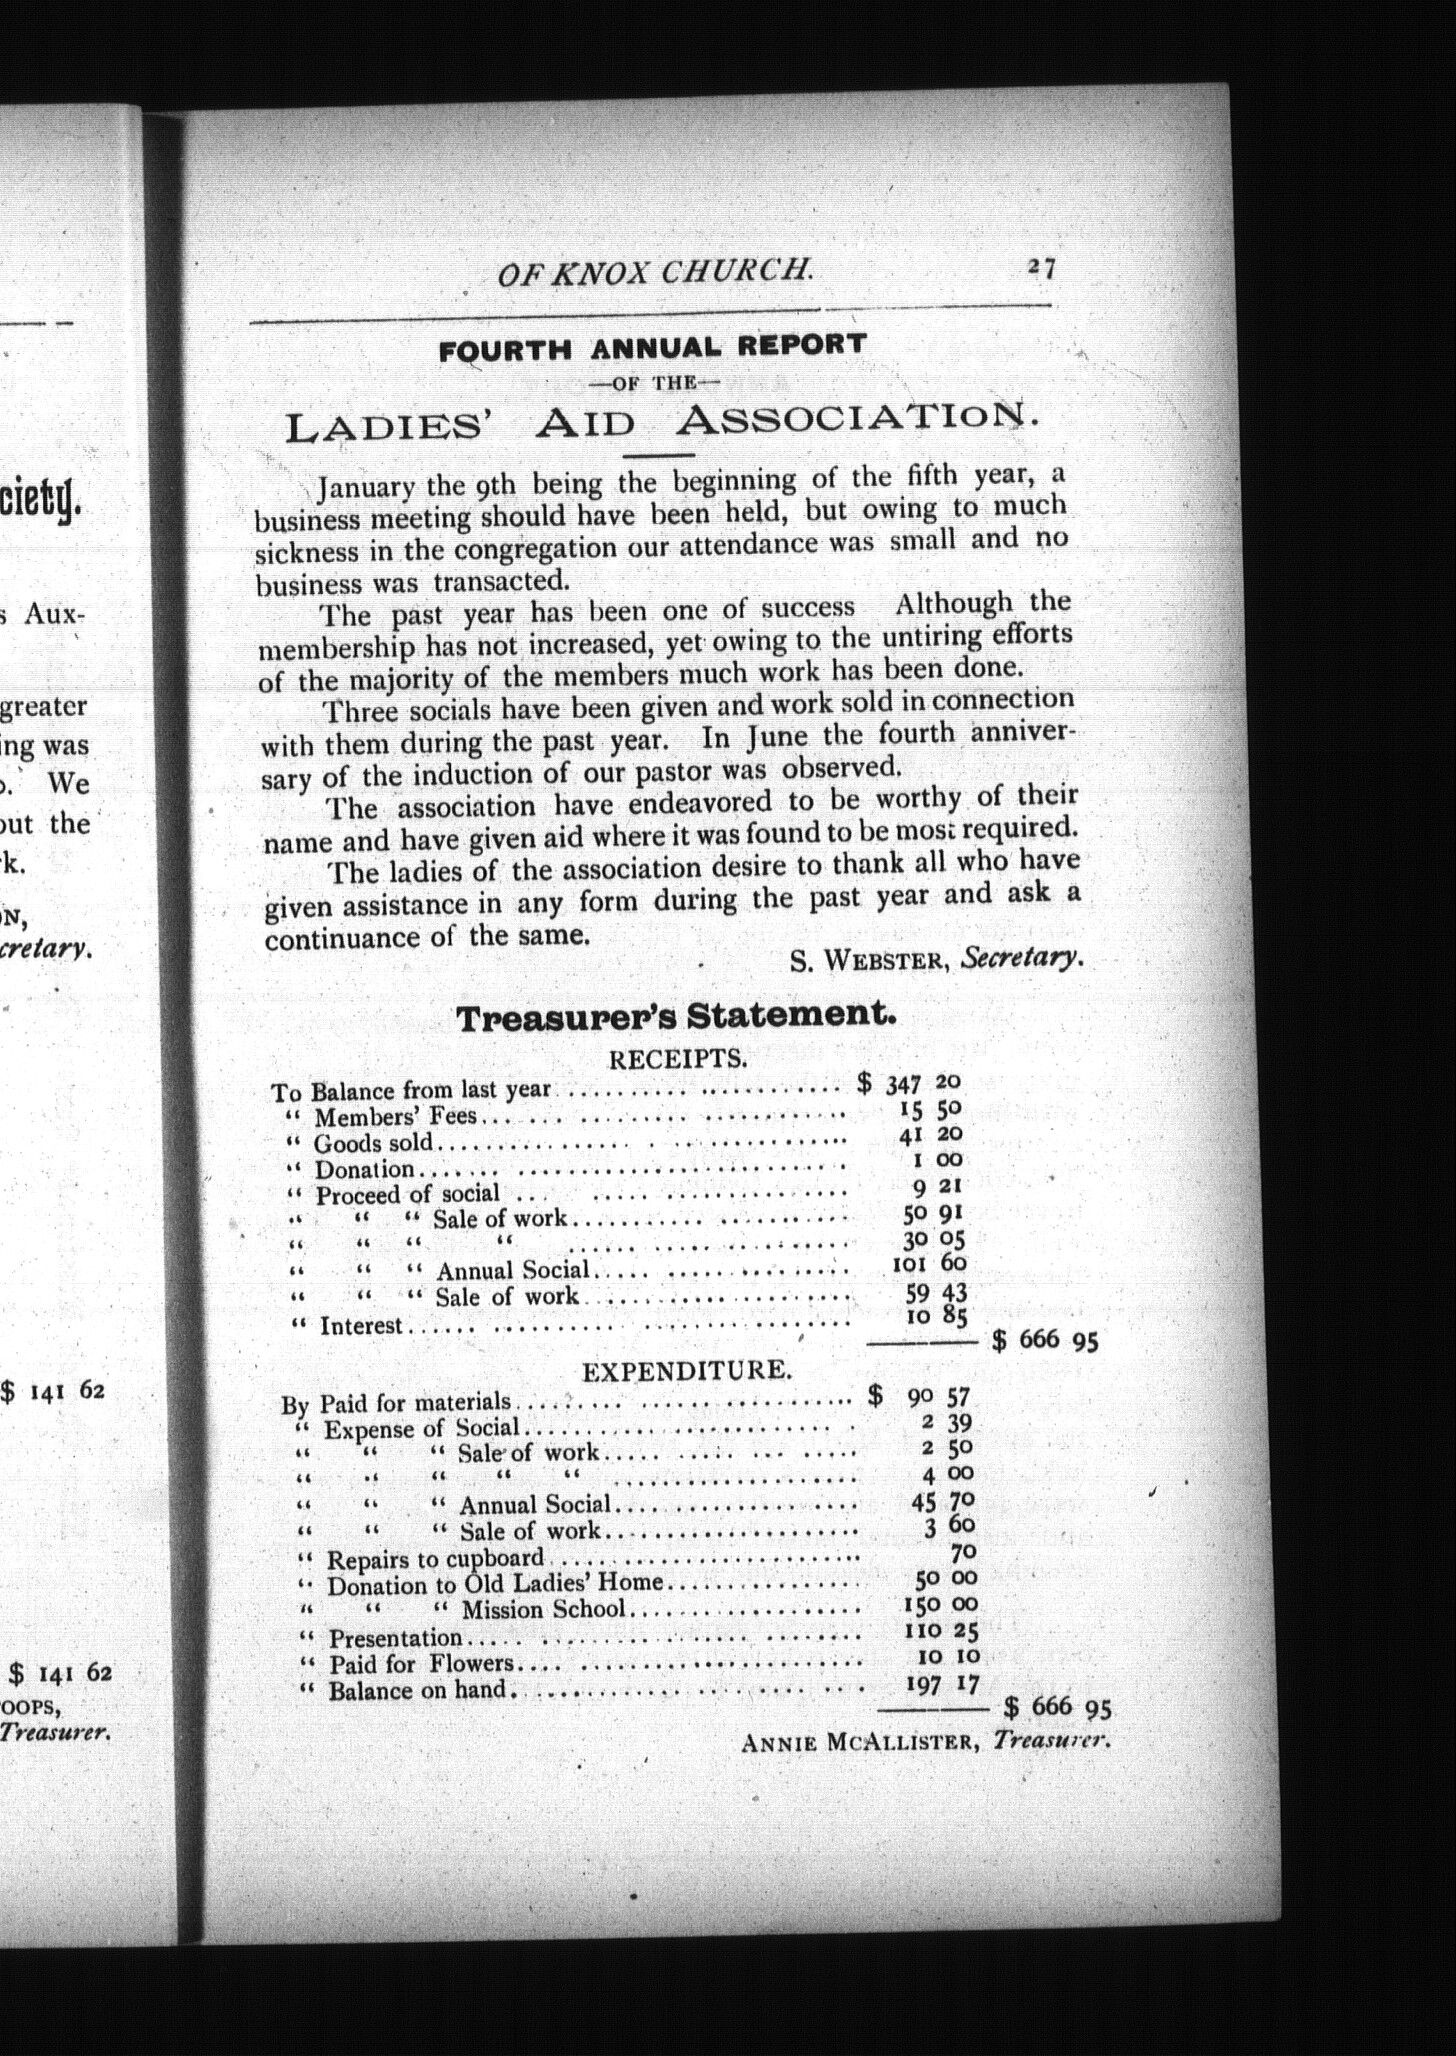 ciety.
s Aux-
greater
ing was
We
out the
k.
ON,
cretary.
$ 141 62
$ 141 62
OOPS,
Treasurer.
OF KNOX CHURCH. 27
FOURTH ANNUAL REPORT
—OF THE—
LADIES' AID ASSOCIATION.
January the 9th being the beginning of the fifth year, a
business meeting should have been held, but owing to much
sickness in the congregation our attendance was small and no
business was transacted.
The past year has been one of success Although the
membership has not increased, yet owing to the untiring efforts
of the majority of the members much work has been done.
Three socials have been given and work sold in connection
with them during the past year. In June the fourth anniver-
sary of the induction of our pastor was observed.
The association have endeavored to be worthy of their
name and have given aid where it was found to be most required.
The ladies of the association desire to thank all who have
given assistance in any form during the past year and ask a
continuance of the same.
S. WEBSTER, Secretary.
Treasurer's Statement.
RECEIPTS.
To Balance from last year .......................... $ 347 20
“ Members' Fees.......................... 15 50
“ Goods sold.......................... 41 20
“ Donation.......................... 1 00
“ Proceed of social .......................... 9 21
“ “ “ Sale of work.......................... 50 91
“ “ “ “ .......................... 30 05
“ “ “ Annual Social.......................... 101 60
“ “ “ Sale of work.......................... 59 43
“ Interest.......................... 10 85
$ 666 95
EXPENDITURE.
By Paid for materials.......................... $ 90 57
“ Expense of Social.......................... 2 39
“ “ “ Sale of work.......................... 2 50
“ “ “ “ “ .......................... 4 00
“ “ “ Annual Social.......................... 45 70
“ “ “ Sale of work.......................... 3 60
“ Repairs to cupboard.......................... 70
“ Donation to Old Ladies' Home.......................... 50 00
“ “ “ Mission School.......................... 150 00
“ Presentation.......................... 110 25
“ Paid for Flowers.......................... 10 10
“ Balance on hand.......................... 197 17
$ 666 95
ANNIE MCALLISTER, Treasurer.